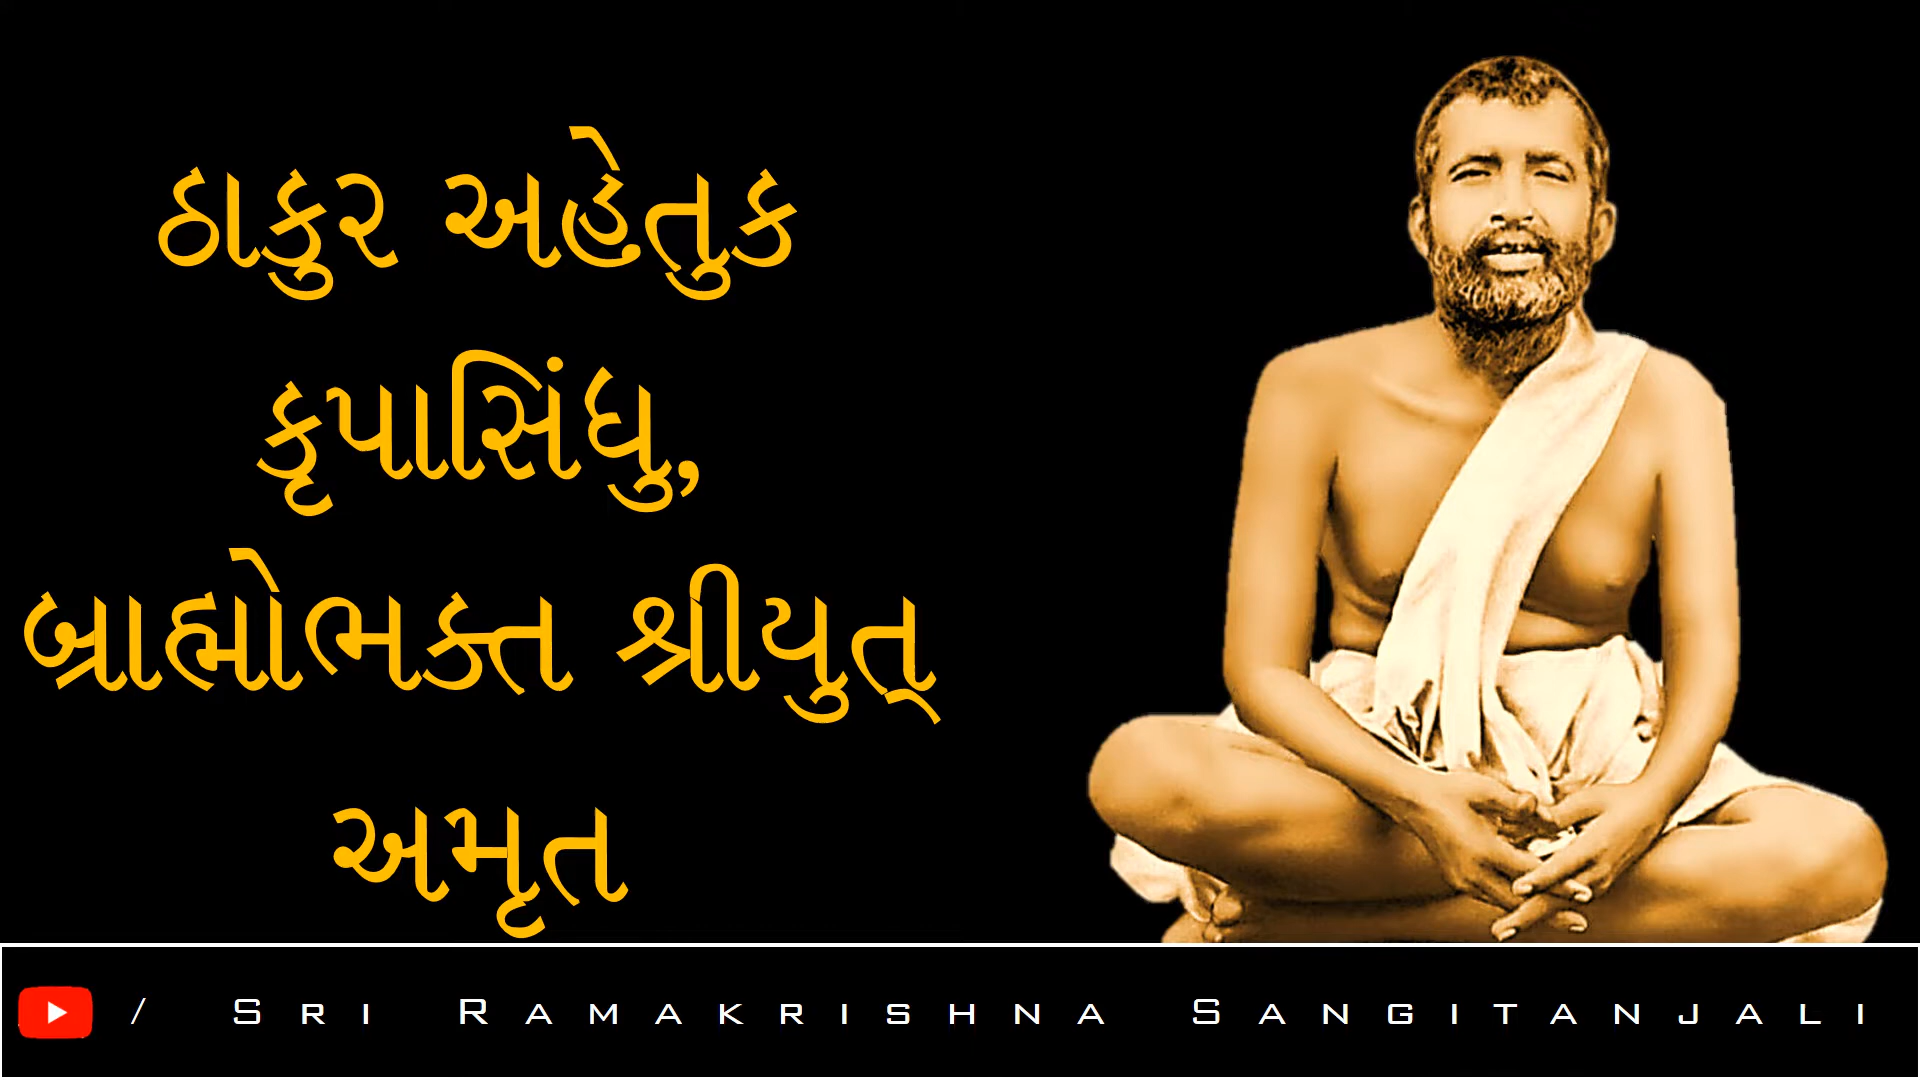 ઠાકુર અહેતુક
કૃપાસિંધુ,
બ્રાહ્મોભક્ત શ્રીયુત્
અમૃત
/ Sri Ramakrishna Sangitanjali